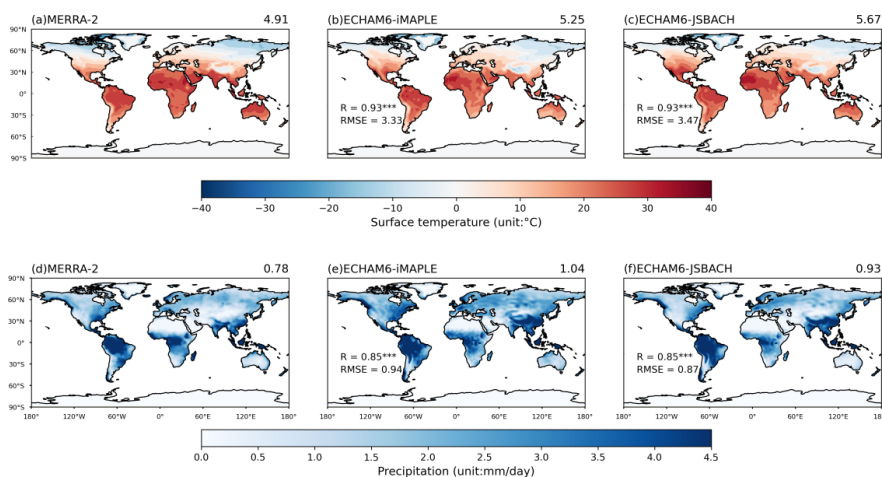 (a)MERRA-2 4.91 (b)ECHAM6-iMAPLE 5.25 (c)ECHAM6-JSBACH 5.67
90°N
60°N
30°N
0°
30°S
60°S
90°S
R = 0.93***
RMSE = 3.33
R = 0.93***
RMSE = 3.47
−40 −30 −20 −10 0 10 20 30 40
Surface temperature (unit:°C)
(d)MERRA-2 0.78 (e)ECHAM6-iMAPLE 1.04 (f)ECHAM6-JSBACH 0.93
90°N
60°N
30°N
0°
30°S
60°S
90°S
R = 0.85***
RMSE = 0.94
R = 0.85***
RMSE = 0.87
180° 120°W 60°W 0° 60°E 120°E 180° 120°W 60°W 0° 60°E 120°E 180° 120°W 60°W 0° 60°E 120°E 180°
0.0 0.5 1.0 1.5 2.0 2.5 3.0 3.5 4.0 4.5
Precipitation (unit:mm/day)